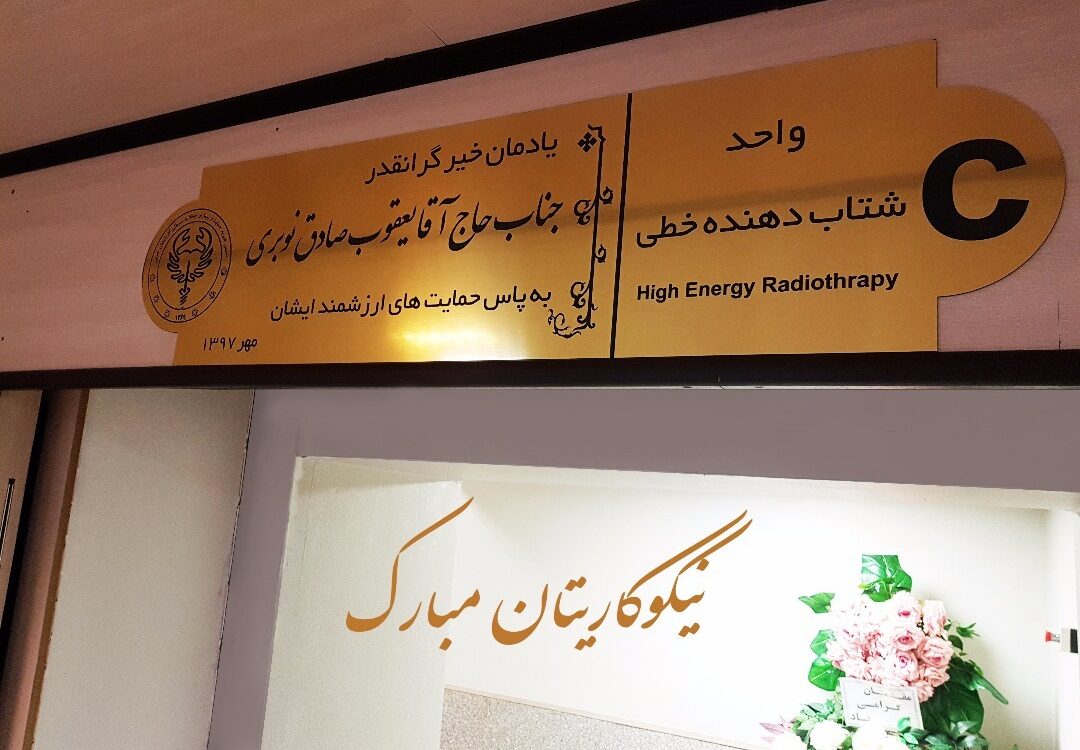 C
واحد
شتاب دهنده خطی
High Energy Radiothrapy
یادمان خیر گرانقدر
جناب حاج آقا یعقوب صادق نوبری
به پاس حمایت های ارزشمند ایشان
مهر ۱۳۹۷
نیکوکاریتان مبارک
گرامی